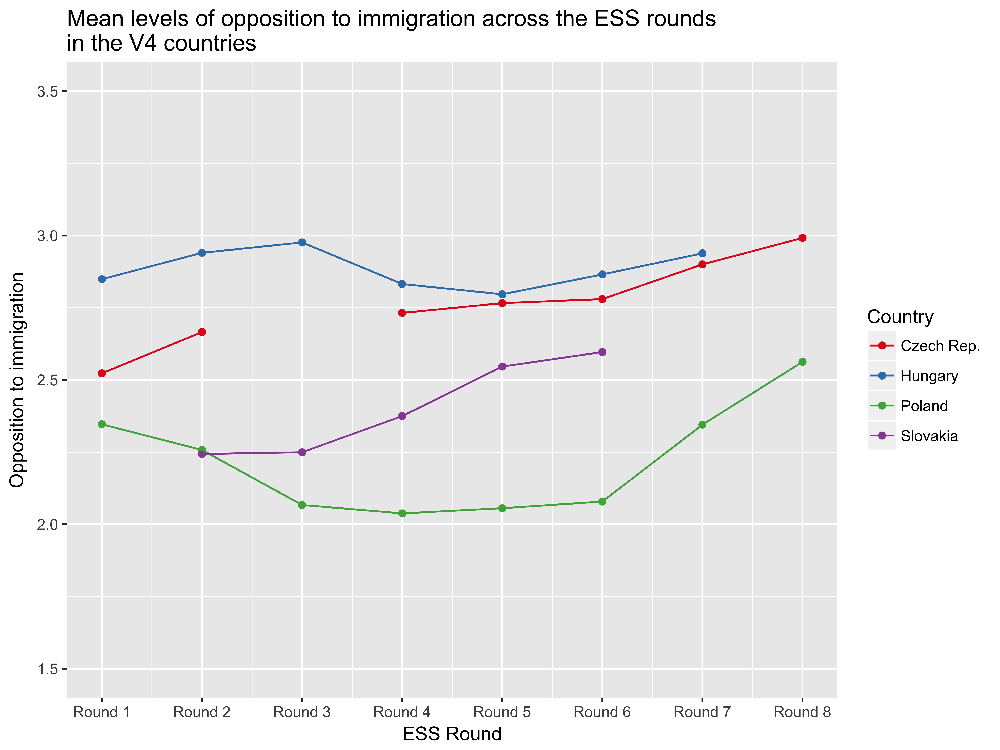 Mean levels of opposition to immigration across the ESS rounds
in the V4 countries
Opposition to immigration
3.5
3.0
2.5
2.0
1.5
Round 1
Round 2
Round 3
Round 4
Round 5
Round 6
Round 7
Round 8
ESS Round
Country
Czech Rep.
Hungary
Poland
Slovakia